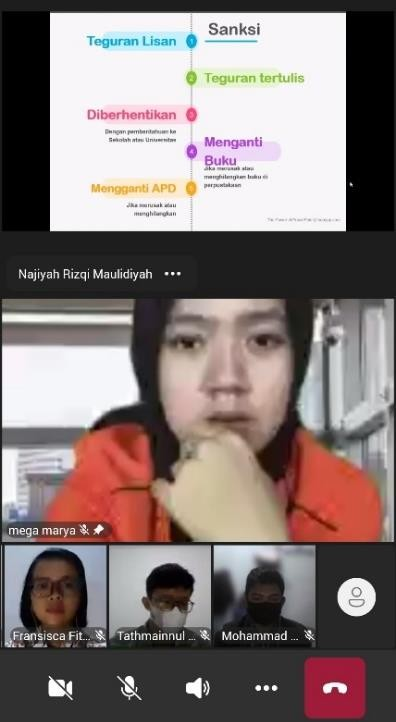 Sanksi
Teguran Lisan
1
2
Teguran tertulis
Diberhentikan
3
Dengan pemberitahuan ke
Sekolah atau Universitas
4
Menganti
Buku
Jika merusak atau
menghilangkan buku di
perpustakaan
Mengganti APD
5
Jika merusak atau
menghilangkan
Najiyah Rizqi Maulidiyah •••
mega marya
Fransisca Fit...
Tathmainnul ...
Mohammad ...